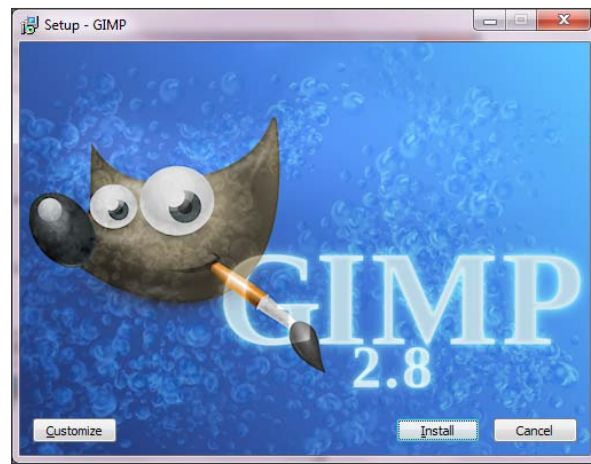 Setup - GIMP
GIMP
2.8
Customize
Install
Cancel